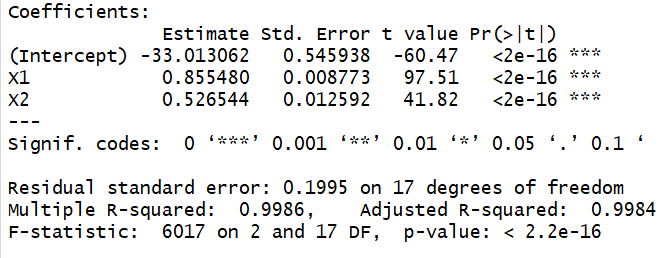 Coefficients:
Estimate Std. Error t value Pr(>|t|)
(Intercept) -33.013062 0.545938 -60.47 <2e-16 ***
X1 0.855480 0.008773 97.51 <2e-16 ***
X2 0.526544 0.012592 41.82 <2e-16 ***
---
Signif. codes: 0 ‘***’ 0.001 ‘**’ 0.01 ‘*’ 0.05 ‘.’ 0.1 ‘
Residual standard error: 0.1995 on 17 degrees of freedom
Multiple R-squared: 0.9986, Adjusted R-squared: 0.9984
F-statistic: 6017 on 2 and 17 DF, p-value: < 2.2e-16